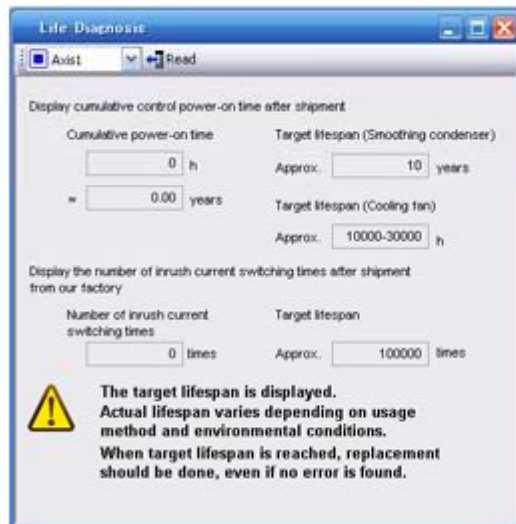 Life Diagnosis
Axis1 Read
Display cumulative control power-on time after shipment
Cumulative power-on time Target lifespan (Smoothing condenser)
0 h Approx. 10 years
= 0.00 years Target lifespan (Cooling fan)
Approx. 10000-30000 h
Display the number of inrush current switching times after shipment
from our factory
Number of inrush current Target lifespan
switching times
0 times Approx. 100000 times
The target lifespan is displayed.
Actual lifespan varies depending on usage
method and environmental conditions.
When target lifespan is reached, replacement
should be done, even if no error is found.